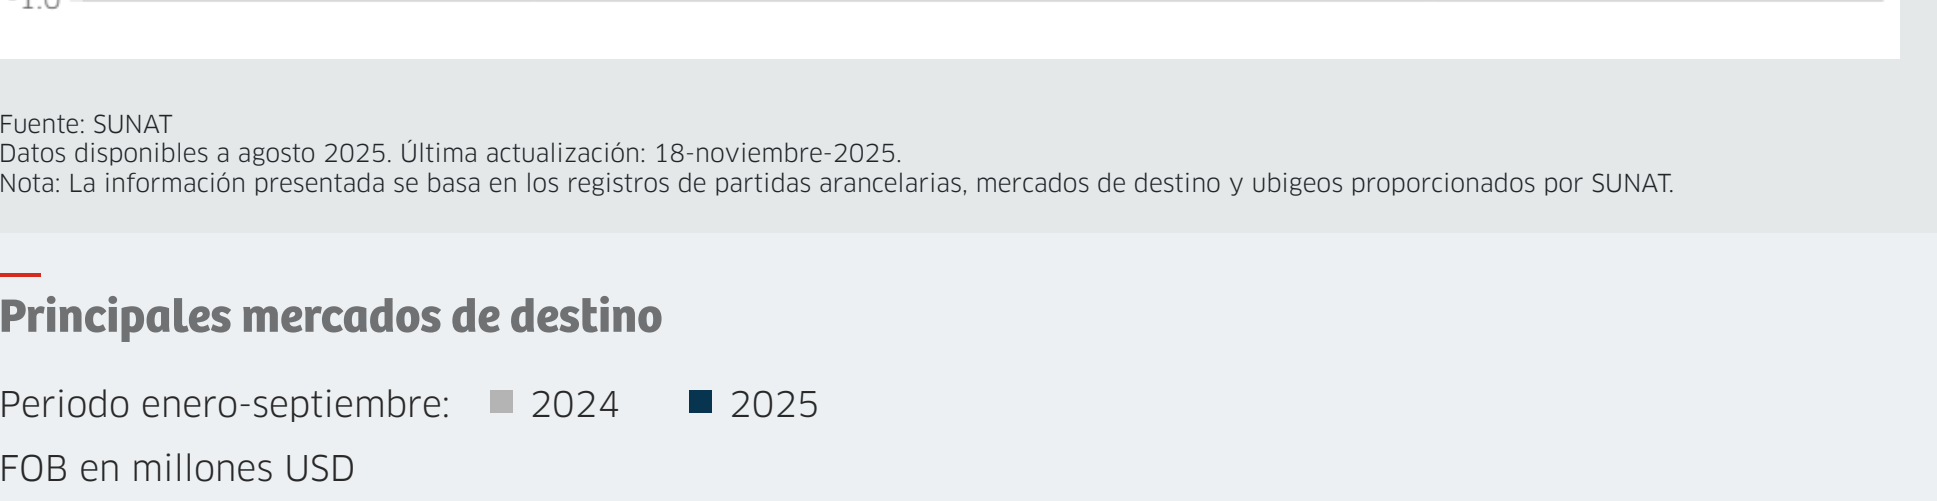 -1.0
Fuente: SUNAT
Datos disponibles a agosto 2025. Última actualización: 18-noviembre-2025.
Nota: La información presentada se basa en los registros de partidas arancelarias, mercados de destino y ubigeos proporcionados por SUNAT.
Principales mercados de destino
Periodo enero-septiembre: 2024 2025
FOB en millones USD